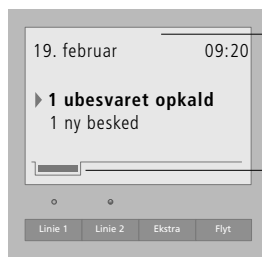 19. februar 09:20
1 ubesvaret opkald
1 ny besked
Linie 1 Linie 2 Ekstra Flyt